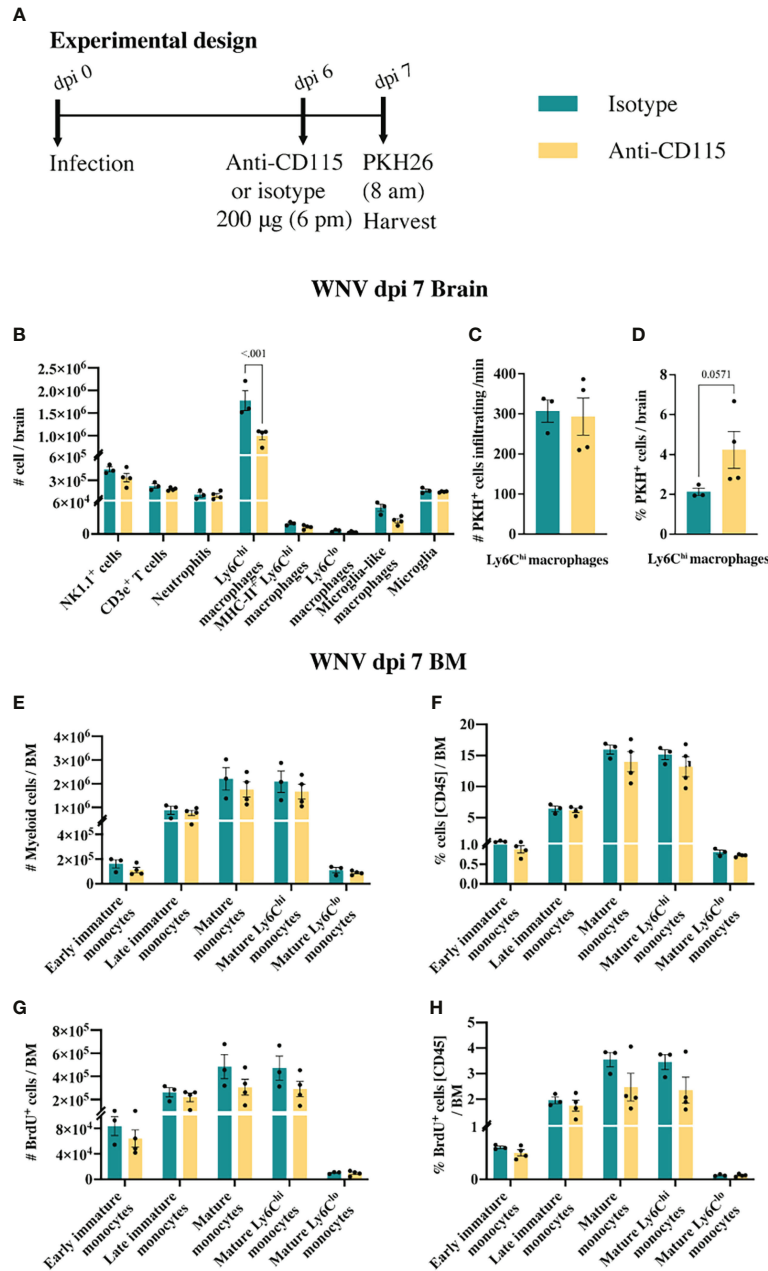 A
Experimental design
dpi 0
dpi 6
dpi 7
Infection
Anti-CD115
or isotype
200 µg (6 pm)
PKH26
(8 am)
Harvest
Isotype
Anti-CD115
WNV dpi 7 Brain
B
# cell / brain
2.5×10⁶
2.0×10⁶
1.5×10⁶
1.0×10⁶
6×10⁵
3×10⁵
6×10⁴
0
<.001
NK1.1⁺ cells
CD3e⁺ T cells
Neutrophils
Ly6Cʰⁱ
macrophages
MHC-II⁺ Ly6Cʰⁱ
macrophages
Ly6Cˡᵒ
macrophages
Microglia-like
macrophages
Microglia
C
# PKH⁺ cells infiltrating /min
400
300
200
100
0
Ly6Cʰⁱ macrophages
D
% PKH⁺ cells / brain
8
6
4
2
0
0.0571
Ly6Cʰⁱ macrophages
WNV dpi 7 BM
E
# Myeloid cells / BM
4×10⁶
3×10⁶
2×10⁶
1×10⁶
4×10⁵
2×10⁵
0
Early immature
monocytes
Late immature
monocytes
Mature
monocytes
Mature Ly6Cʰⁱ
monocytes
Mature Ly6Cˡᵒ
monocytes
F
% cells [CD45] / BM
20
15
10
5
1.0
0.5
0.0
Early immature
monocytes
Late immature
monocytes
Mature
monocytes
Mature Ly6Cʰⁱ
monocytes
Mature Ly6Cˡᵒ
monocytes
G
# BrdU⁺ cells / BM
8×10⁵
6×10⁵
4×10⁵
2×10⁵
8×10⁴
4×10⁴
0
Early immature
monocytes
Late immature
monocytes
Mature
monocytes
Mature Ly6Cʰⁱ
monocytes
Mature Ly6Cˡᵒ
monocytes
H
% BrdU⁺ cells [CD45]
/ BM
5
4
3
2
1
0
Early immature
monocytes
Late immature
monocytes
Mature
monocytes
Mature Ly6Cʰⁱ
monocytes
Mature Ly6Cˡᵒ
monocytes